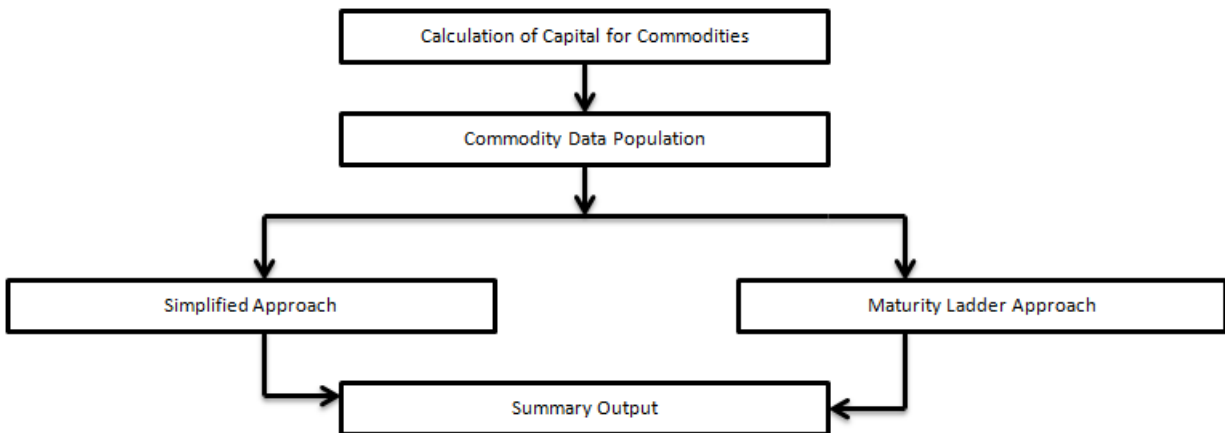 Calculation of Capital for Commodities
Commodity Data Population
Simplified Approach
Maturity Ladder Approach
Summary Output